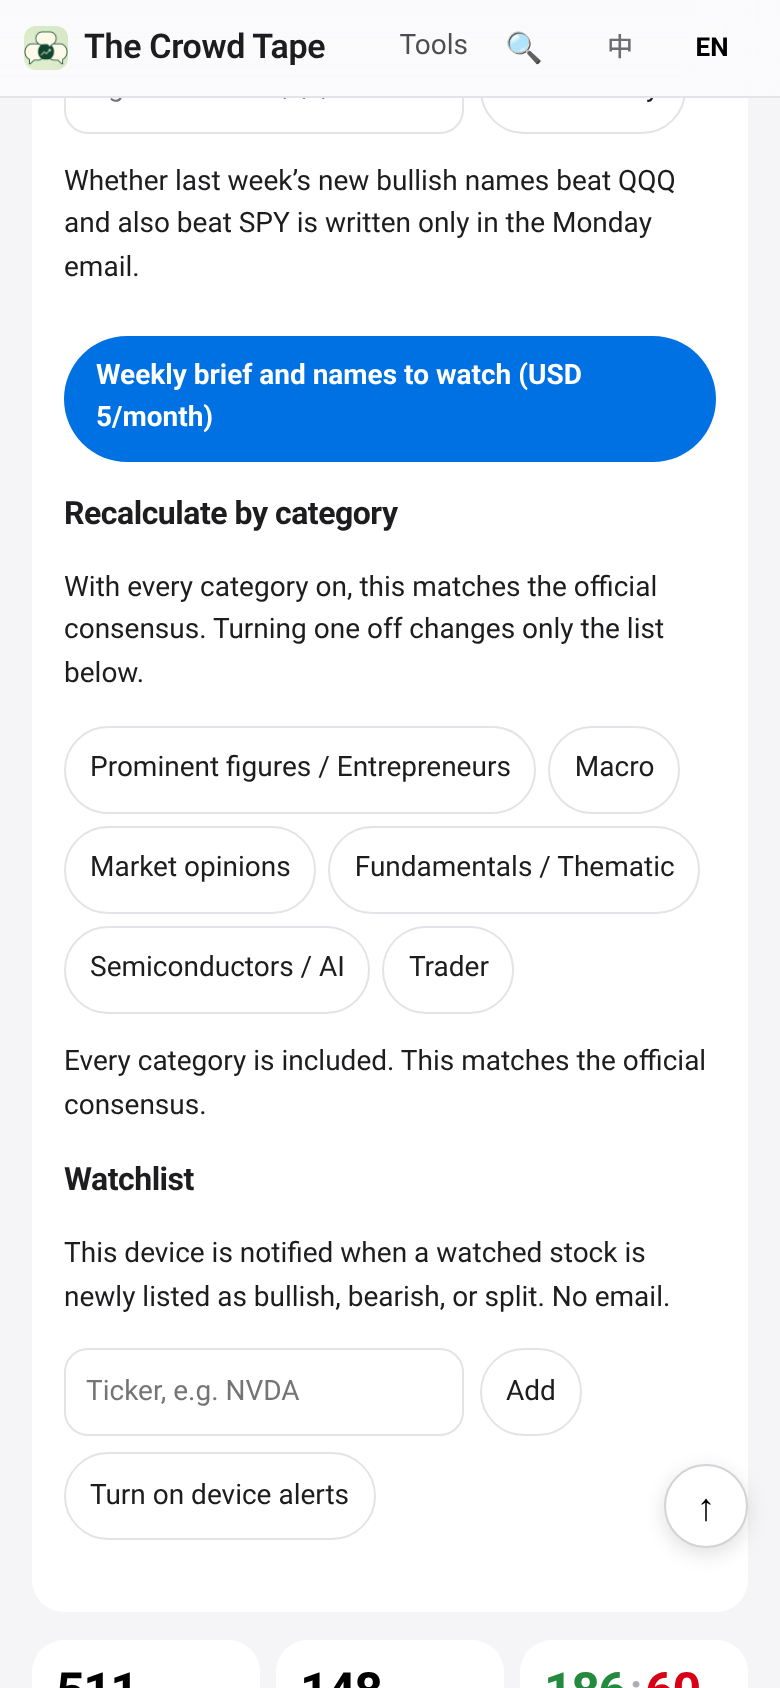 The Crowd Tape
Tools
中
EN
Whether last week’s new bullish names beat QQQ
and also beat SPY is written only in the Monday
email.
Weekly brief and names to watch (USD
5/month)
Recalculate by category
With every category on, this matches the official
consensus. Turning one off changes only the list
below.
Prominent figures / Entrepreneurs
Macro
Market opinions
Fundamentals / Thematic
Semiconductors / AI
Trader
Every category is included. This matches the official
consensus.
Watchlist
This device is notified when a watched stock is
newly listed as bullish, bearish, or split. No email.
Ticker, e.g. NVDA
Add
Turn on device alerts
↑
511
148
186:60